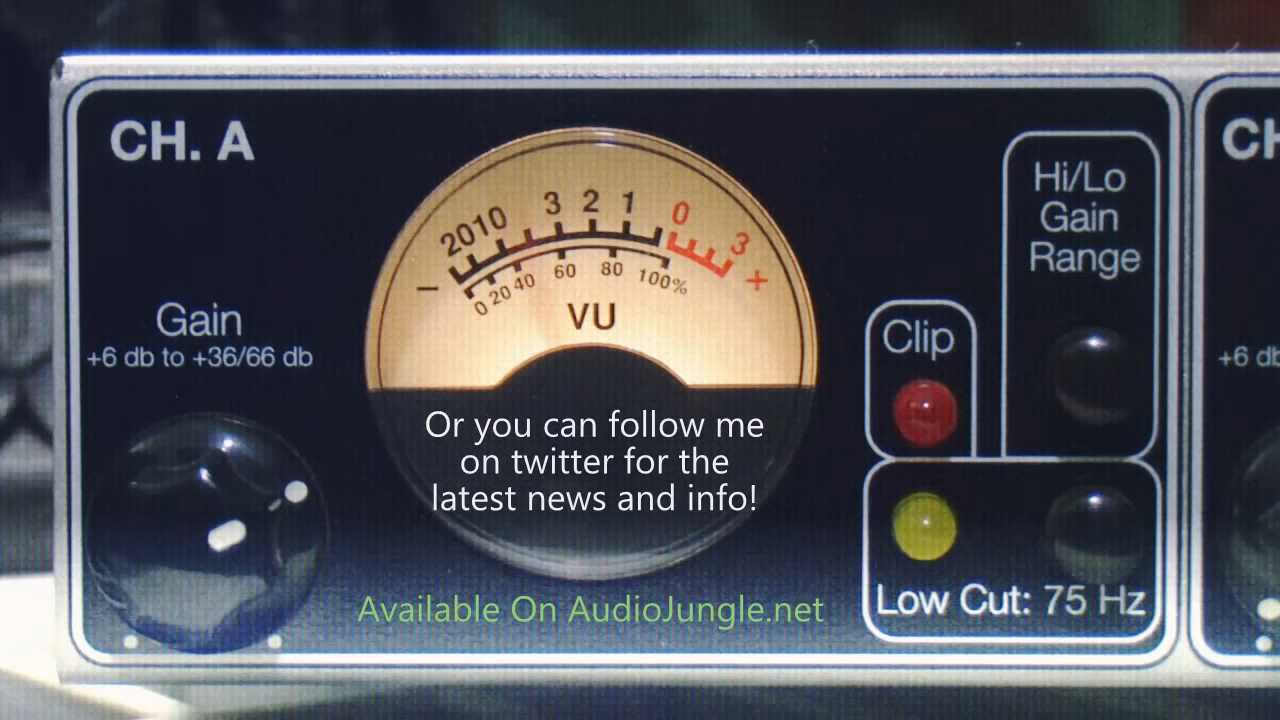 CH. A
CH
Hi/Lo
Gain
Range
20 10 3 2 1 0 3
− +
0 20 40 60 80 100%
VU
Gain
+6 db to +36/66 db
Clip
+6 db
Or you can follow me
on twitter for the
latest news and info!
Available On AudioJungle.net
Low Cut: 75 Hz